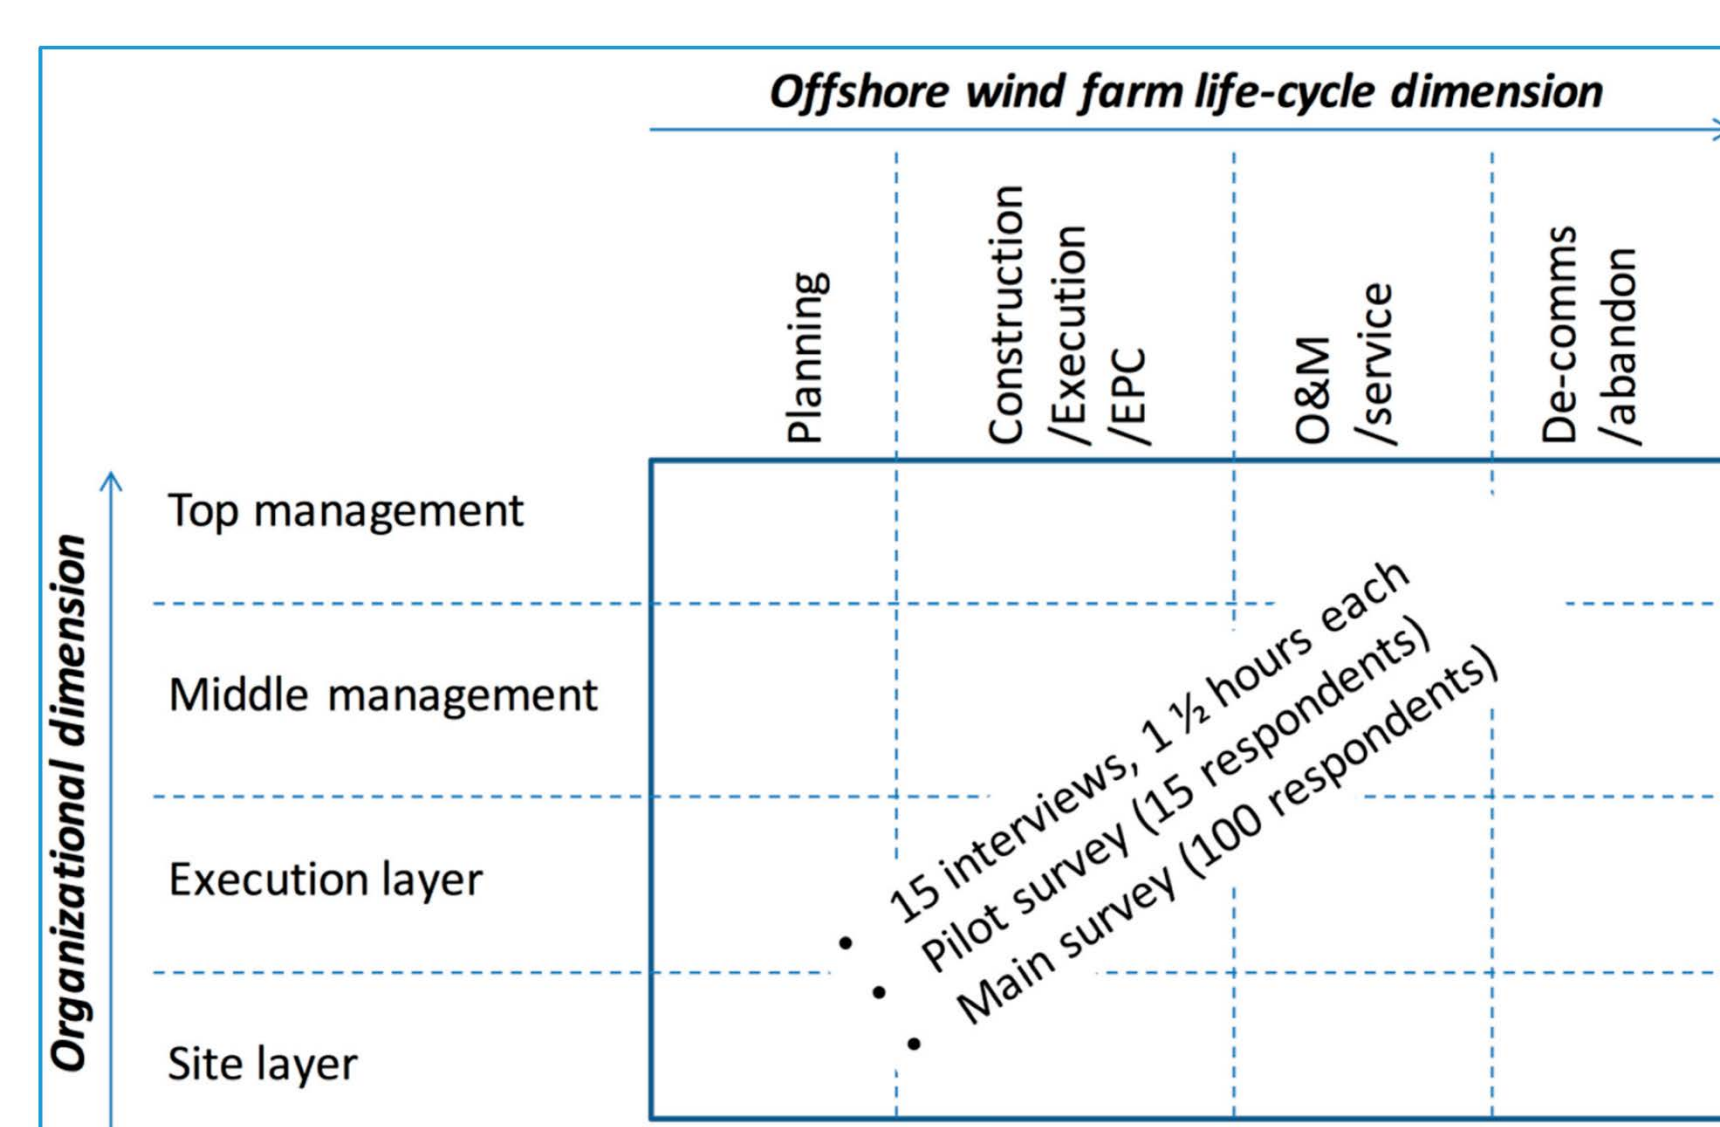 Offshore wind farm life-cycle dimension
Planning
Construction
/Execution
/EPC
O&M
/service
De-comms
/abandon
Organizational dimension
Top management
Middle management
Execution layer
Site layer
• 15 interviews, 1 ½ hours each
• Pilot survey (15 respondents)
• Main survey (100 respondents)